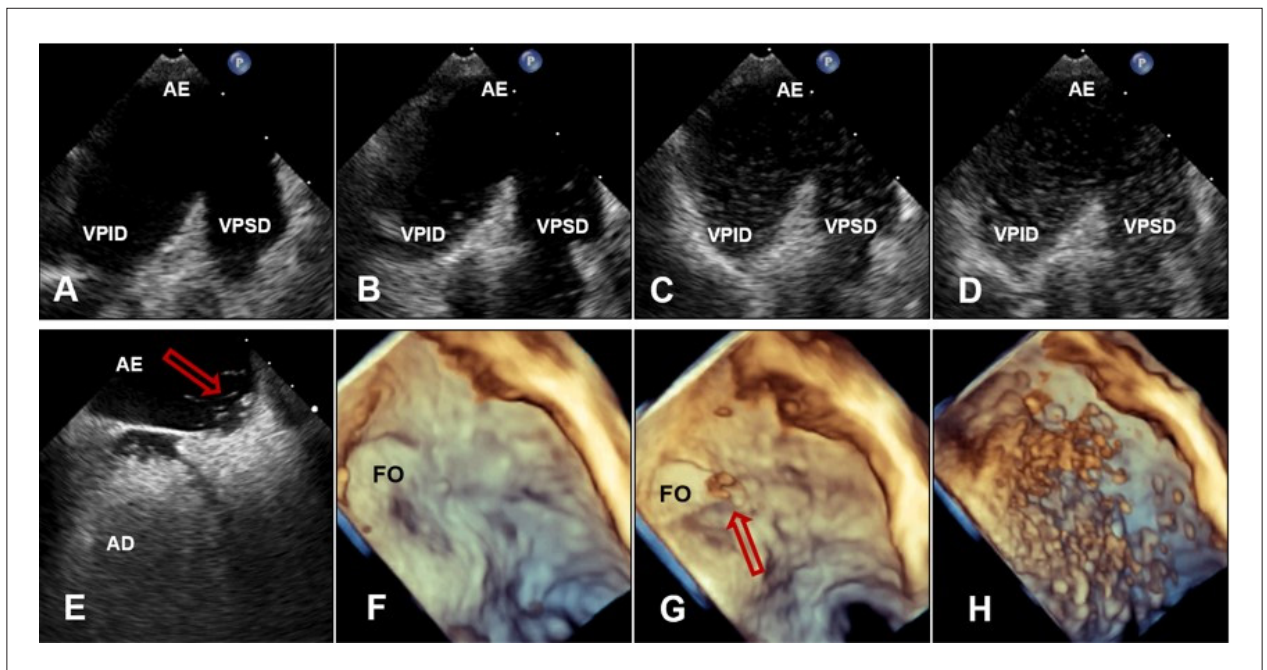 P P P P
AE AE AE AE
VPID VPSD VPID VPSD VPID VPSD VPID VPSD
A B C D
AE
FO FO
AD
E F G H